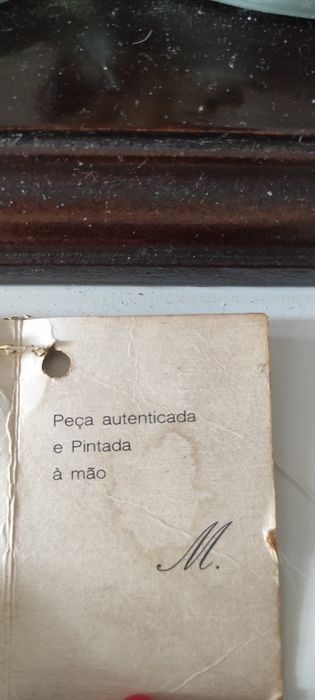 Peça autenticada
e Pintada
à mão
M.